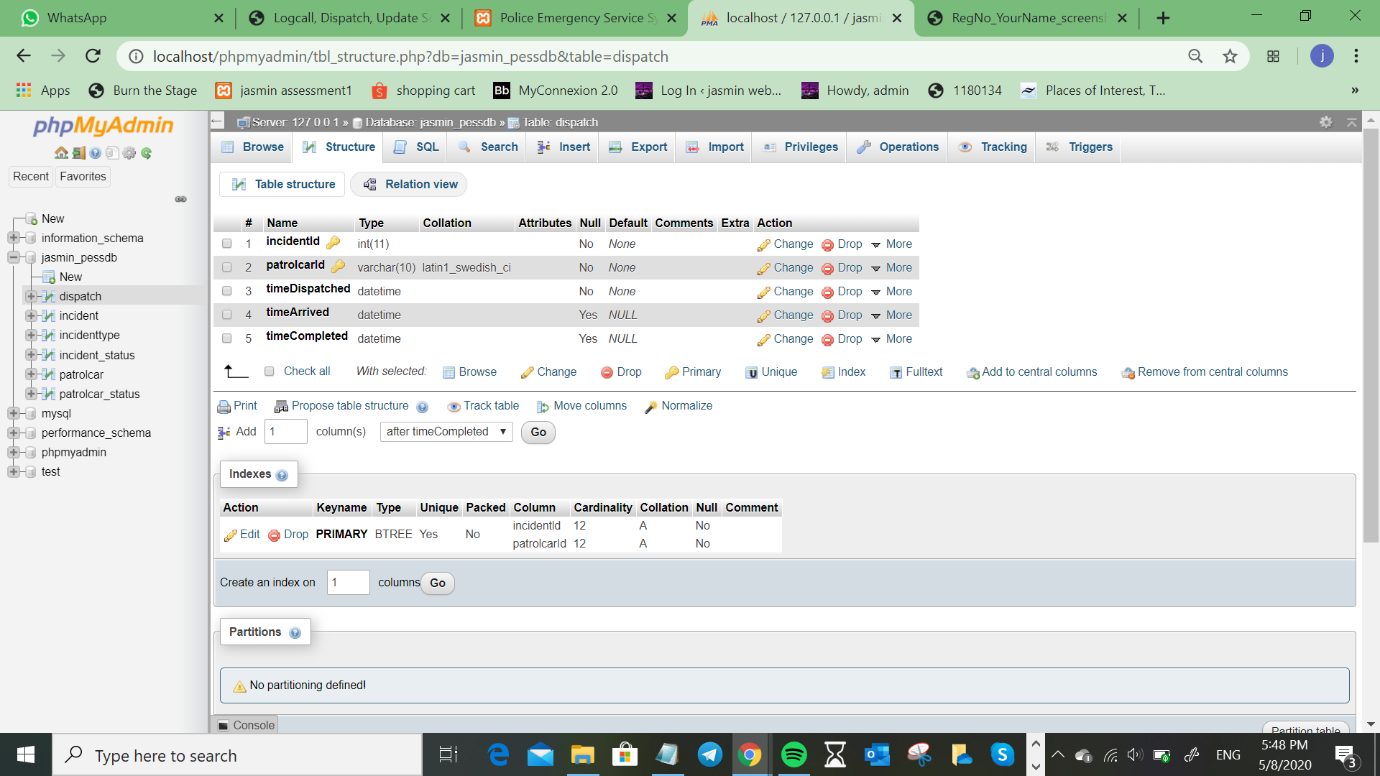 WhatsApp
Logcall, Dispatch, Update S
Police Emergency Service Sy
localhost / 127.0.0.1 / jasmi
RegNo_YourName_screensh
localhost/phpmyadmin/tbl_structure.php?db=jasmin_pessdb&table=dispatch
j
Apps Burn the Stage jasmin assessment1 shopping cart Bb MyConnexion 2.0 Log In ‹ jasmin web... Howdy, admin 1180134 Places of Interest, T... »
phpMyAdmin
Recent Favorites
New
information_schema
jasmin_pessdb
New
dispatch
incident
incidenttype
incident_status
patrolcar
patrolcar_status
mysql
performance_schema
phpmyadmin
test
Server: 127.0.0.1 » Database: jasmin_pessdb » Table: dispatch
Browse Structure SQL Search Insert Export Import Privileges Operations Tracking Triggers
Table structure Relation view
# Name Type Collation Attributes Null Default Comments Extra Action
1 incidentId int(11) No None Change Drop More
2 patrolcarId varchar(10) latin1_swedish_ci No None Change Drop More
3 timeDispatched datetime No None Change Drop More
4 timeArrived datetime Yes NULL Change Drop More
5 timeCompleted datetime Yes NULL Change Drop More
Check all With selected: Browse Change Drop Primary Unique Index Fulltext Add to central columns Remove from central columns
Print Propose table structure Track table Move columns Normalize
Add 1 column(s) after timeCompleted Go
Indexes
Action Keyname Type Unique Packed Column Cardinality Collation Null Comment
Edit Drop PRIMARY BTREE Yes No incidentId 12 A No
patrolcarId 12 A No
Create an index on 1 columns Go
Partitions
No partitioning defined!
Console
Partition table
Type here to search
ENG
5:48 PM
5/8/2020
3